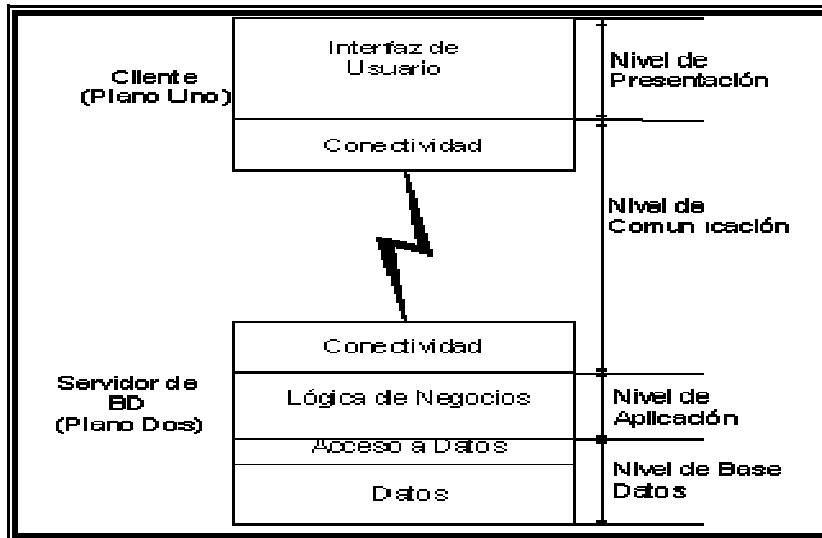 Interfaz de
Usuario
Cliente
(Plano Uno)
Nivel de
Presentación
Conectividad
Nivel de
Comunicación
Conectividad
Servidor de
BD
(Plano Dos)
Lógica de Negocios
Nivel de
Aplicación
Acceso a Datos
Datos
Nivel de Base
Datos